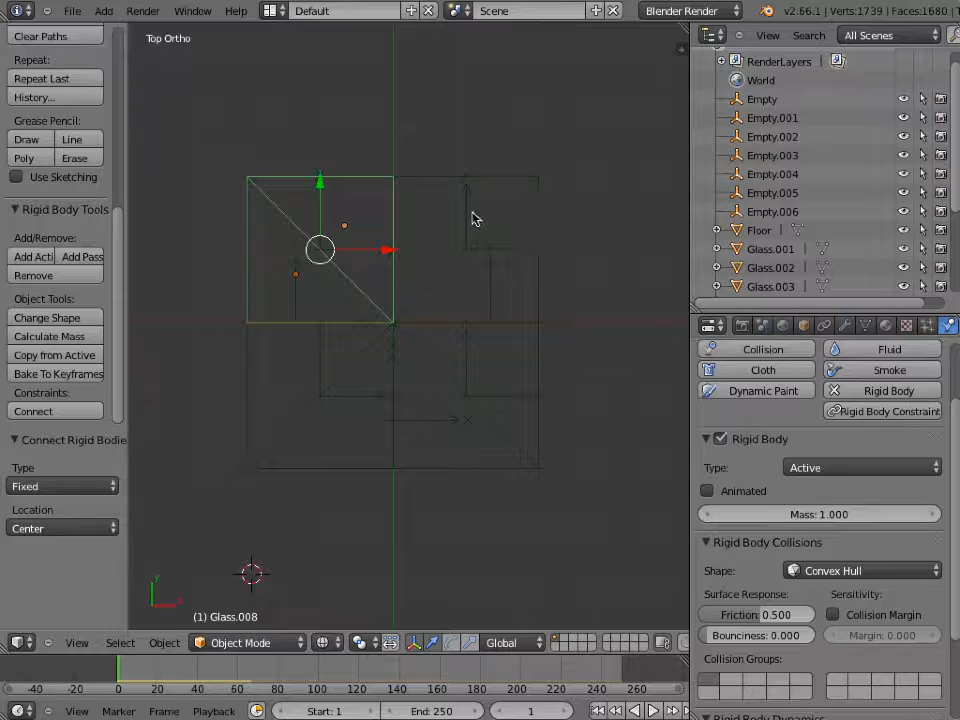 File Add Render Window Help Default Scene Blender Render v2.66.1 | Verts:1739 | Faces:1680 | T
Clear Paths
Repeat:
Repeat Last
History...
Grease Pencil:
Draw Line
Poly Erase
Use Sketching
Rigid Body Tools
Add/Remove:
Add Acti Add Pass
Remove
Object Tools:
Change Shape
Calculate Mass
Copy from Active
Bake To Keyframes
Constraints:
Connect
Connect Rigid Bodie
Type
Fixed
Location
Center
Top Ortho
Y
X
(1) Glass.008
View Search All Scenes
RenderLayers
World
Empty
Empty.001
Empty.002
Empty.003
Empty.004
Empty.005
Empty.006
Floor
Glass.001
Glass.002
Glass.003
Collision Fluid
Cloth Smoke
Dynamic Paint Rigid Body
Rigid Body Constraint
Rigid Body
Type: Active
Animated
Mass: 1.000
Rigid Body Collisions
Shape: Convex Hull
Surface Response: Sensitivity:
Friction: 0.500 Collision Margin
Bounciness: 0.000 Margin: 0.000
Collision Groups:
Rigid Body Dynamics
View Select Object Object Mode Global
-40 -20 0 20 40 60 80 100 120 140 160 180 200 220 240 260
View Marker Frame Playback Start: 1 End: 250 1